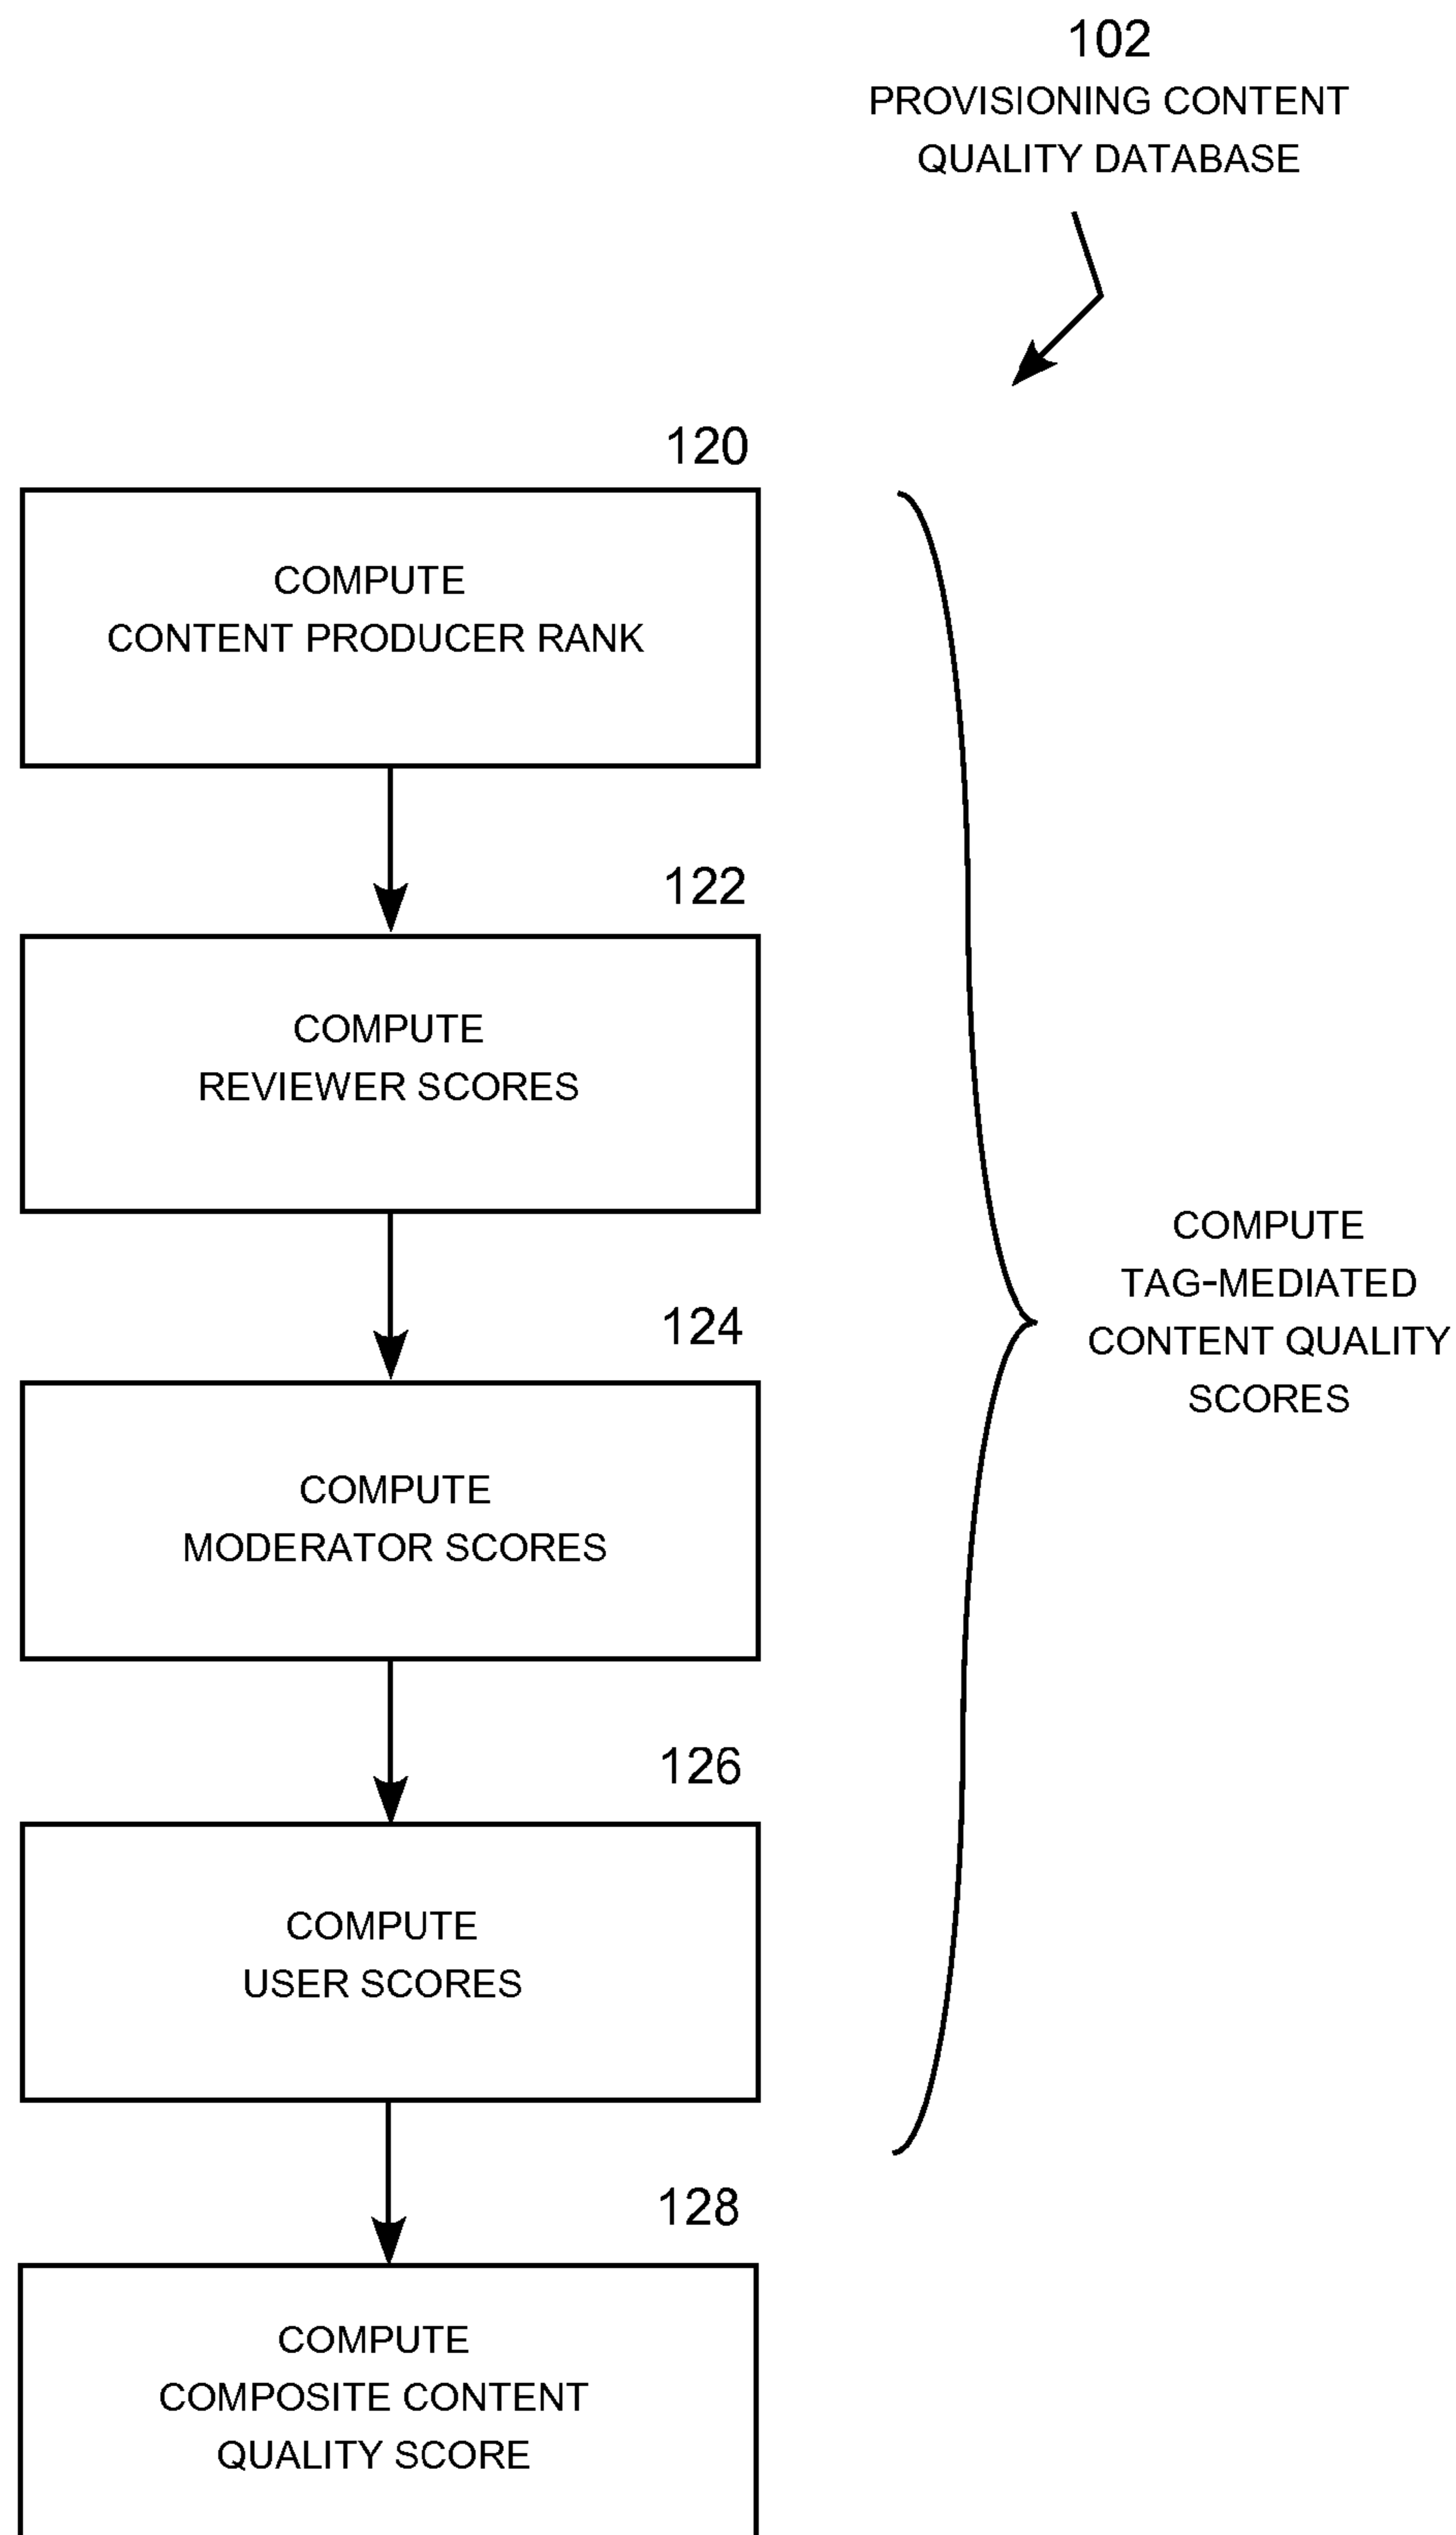 102
PROVISIONING CONTENT
QUALITY DATABASE
120
COMPUTE
CONTENT PRODUCER RANK
122
COMPUTE
REVIEWER SCORES
COMPUTE
TAG-MEDIATED
CONTENT QUALITY
SCORES
124
COMPUTE
MODERATOR SCORES
126
COMPUTE
USER SCORES
128
COMPUTE
COMPOSITE CONTENT
QUALITY SCORE